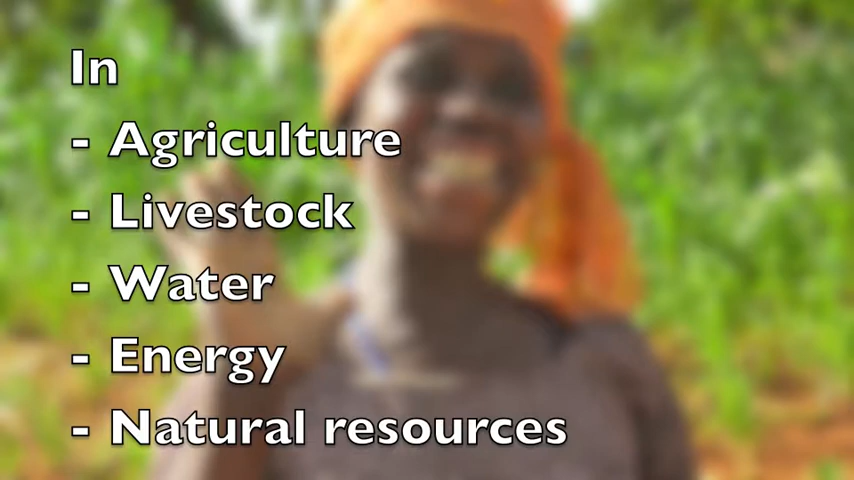 In
- Agriculture
- Livestock
- Water
- Energy
- Natural resources